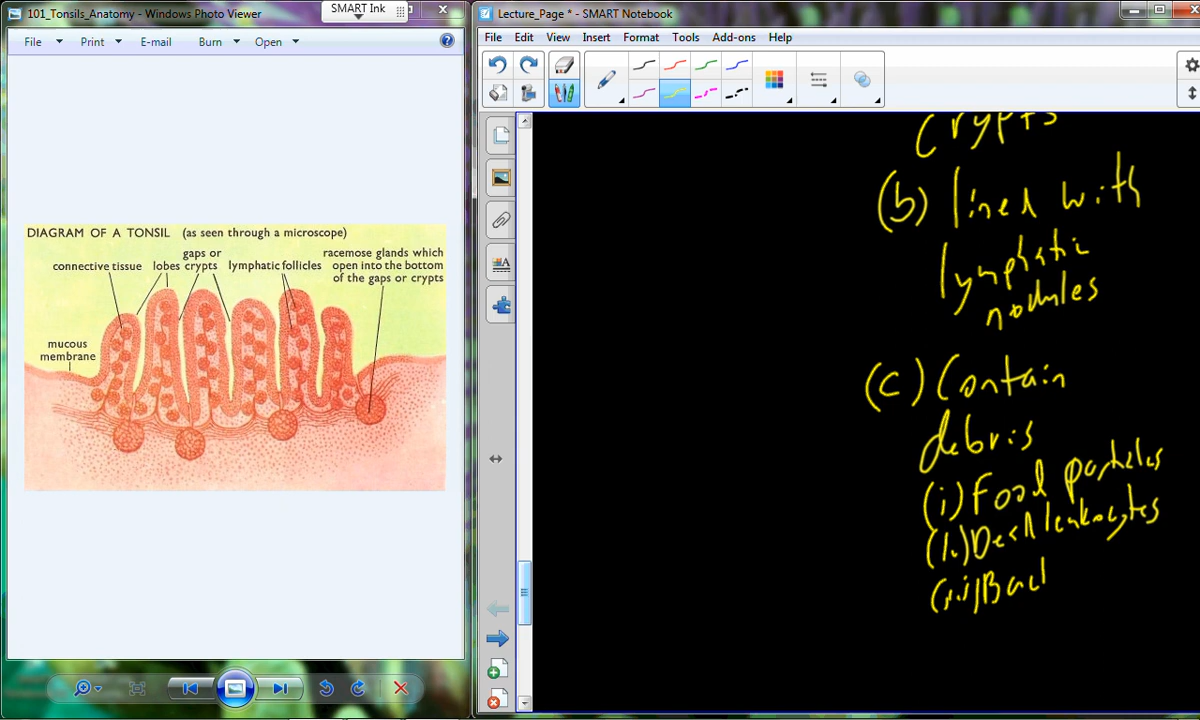 101_Tonsils_Anatomy - Windows Photo Viewer
SMART Ink
File Print E-mail Burn Open
DIAGRAM OF A TONSIL (as seen through a microscope)
connective tissue
lobes
gaps or
crypts
lymphatic follicles
racemose glands which
open into the bottom
of the gaps or crypts
mucous
membrane
Lecture_Page * - SMART Notebook
File Edit View Insert Format Tools Add-ons Help
Crypts
(b) lined with
lymphatic
nodules
(c) Contain
debris
(i) Food particles
(ii) Dead leukocytes
(iii) Bact